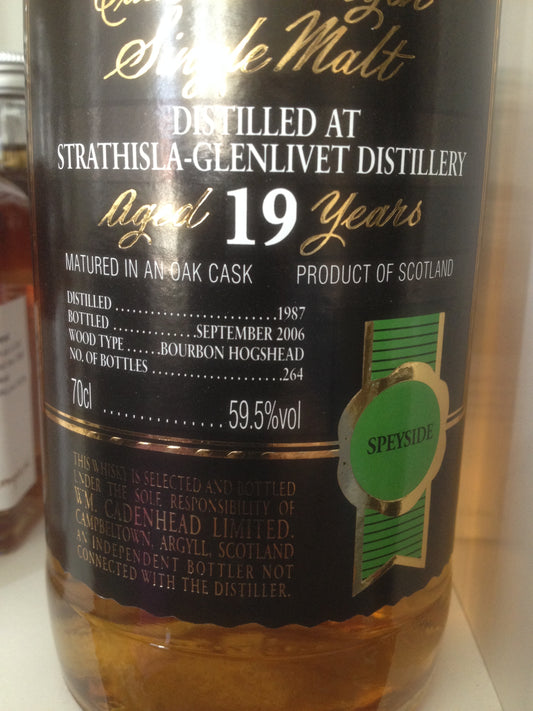 Single Malt
DISTILLED AT
STRATHISLA-GLENLIVET DISTILLERY
Aged 19 Years
MATURED IN AN OAK CASK PRODUCT OF SCOTLAND
DISTILLED ..........................1987
BOTTLED .............SEPTEMBER 2006
WOOD TYPE ......BOURBON HOGSHEAD
NO. OF BOTTLES .....................264
70cl ................ 59.5%vol
SPEYSIDE
THIS WHISKY IS SELECTED AND BOTTLED
UNDER THE SOLE RESPONSIBILITY OF
WM. CADENHEAD LIMITED.
CAMPBELTOWN, ARGYLL, SCOTLAND
AN INDEPENDENT BOTTLER NOT
CONNECTED WITH THE DISTILLER.